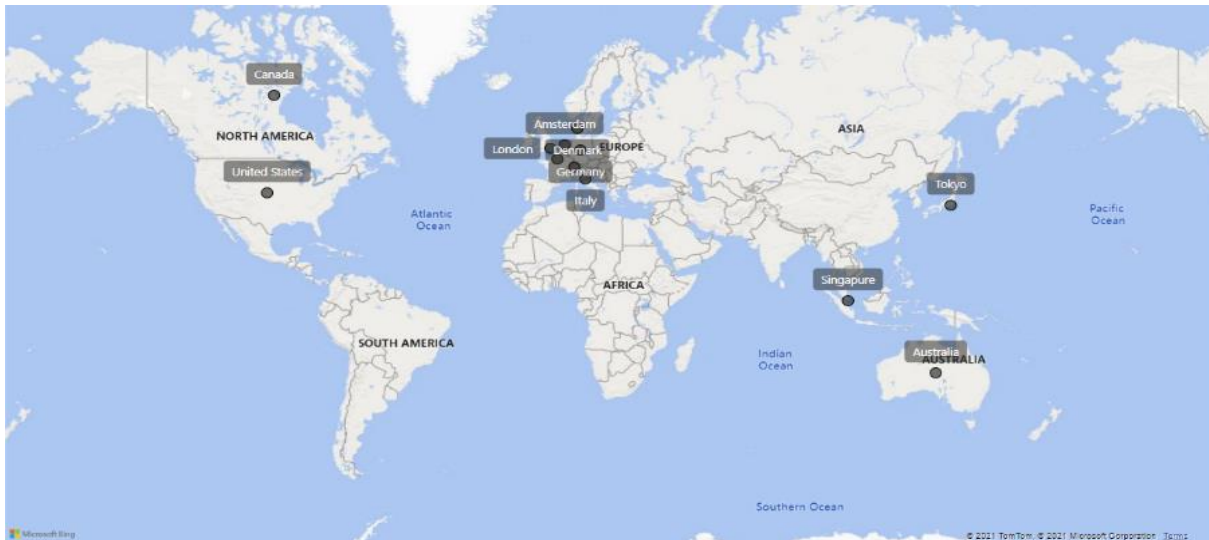 Canada
NORTH AMERICA
United States
Atlantic
Ocean
SOUTH AMERICA
Amsterdam
London
Denmark
EUROPE
Germany
Italy
AFRICA
ASIA
Tokyo
Pacific
Ocean
Singapure
Indian
Ocean
Australia
AUSTRALIA
Southern Ocean
Microsoft Bing
© 2021 TomTom, © 2021 Microsoft Corporation Terms